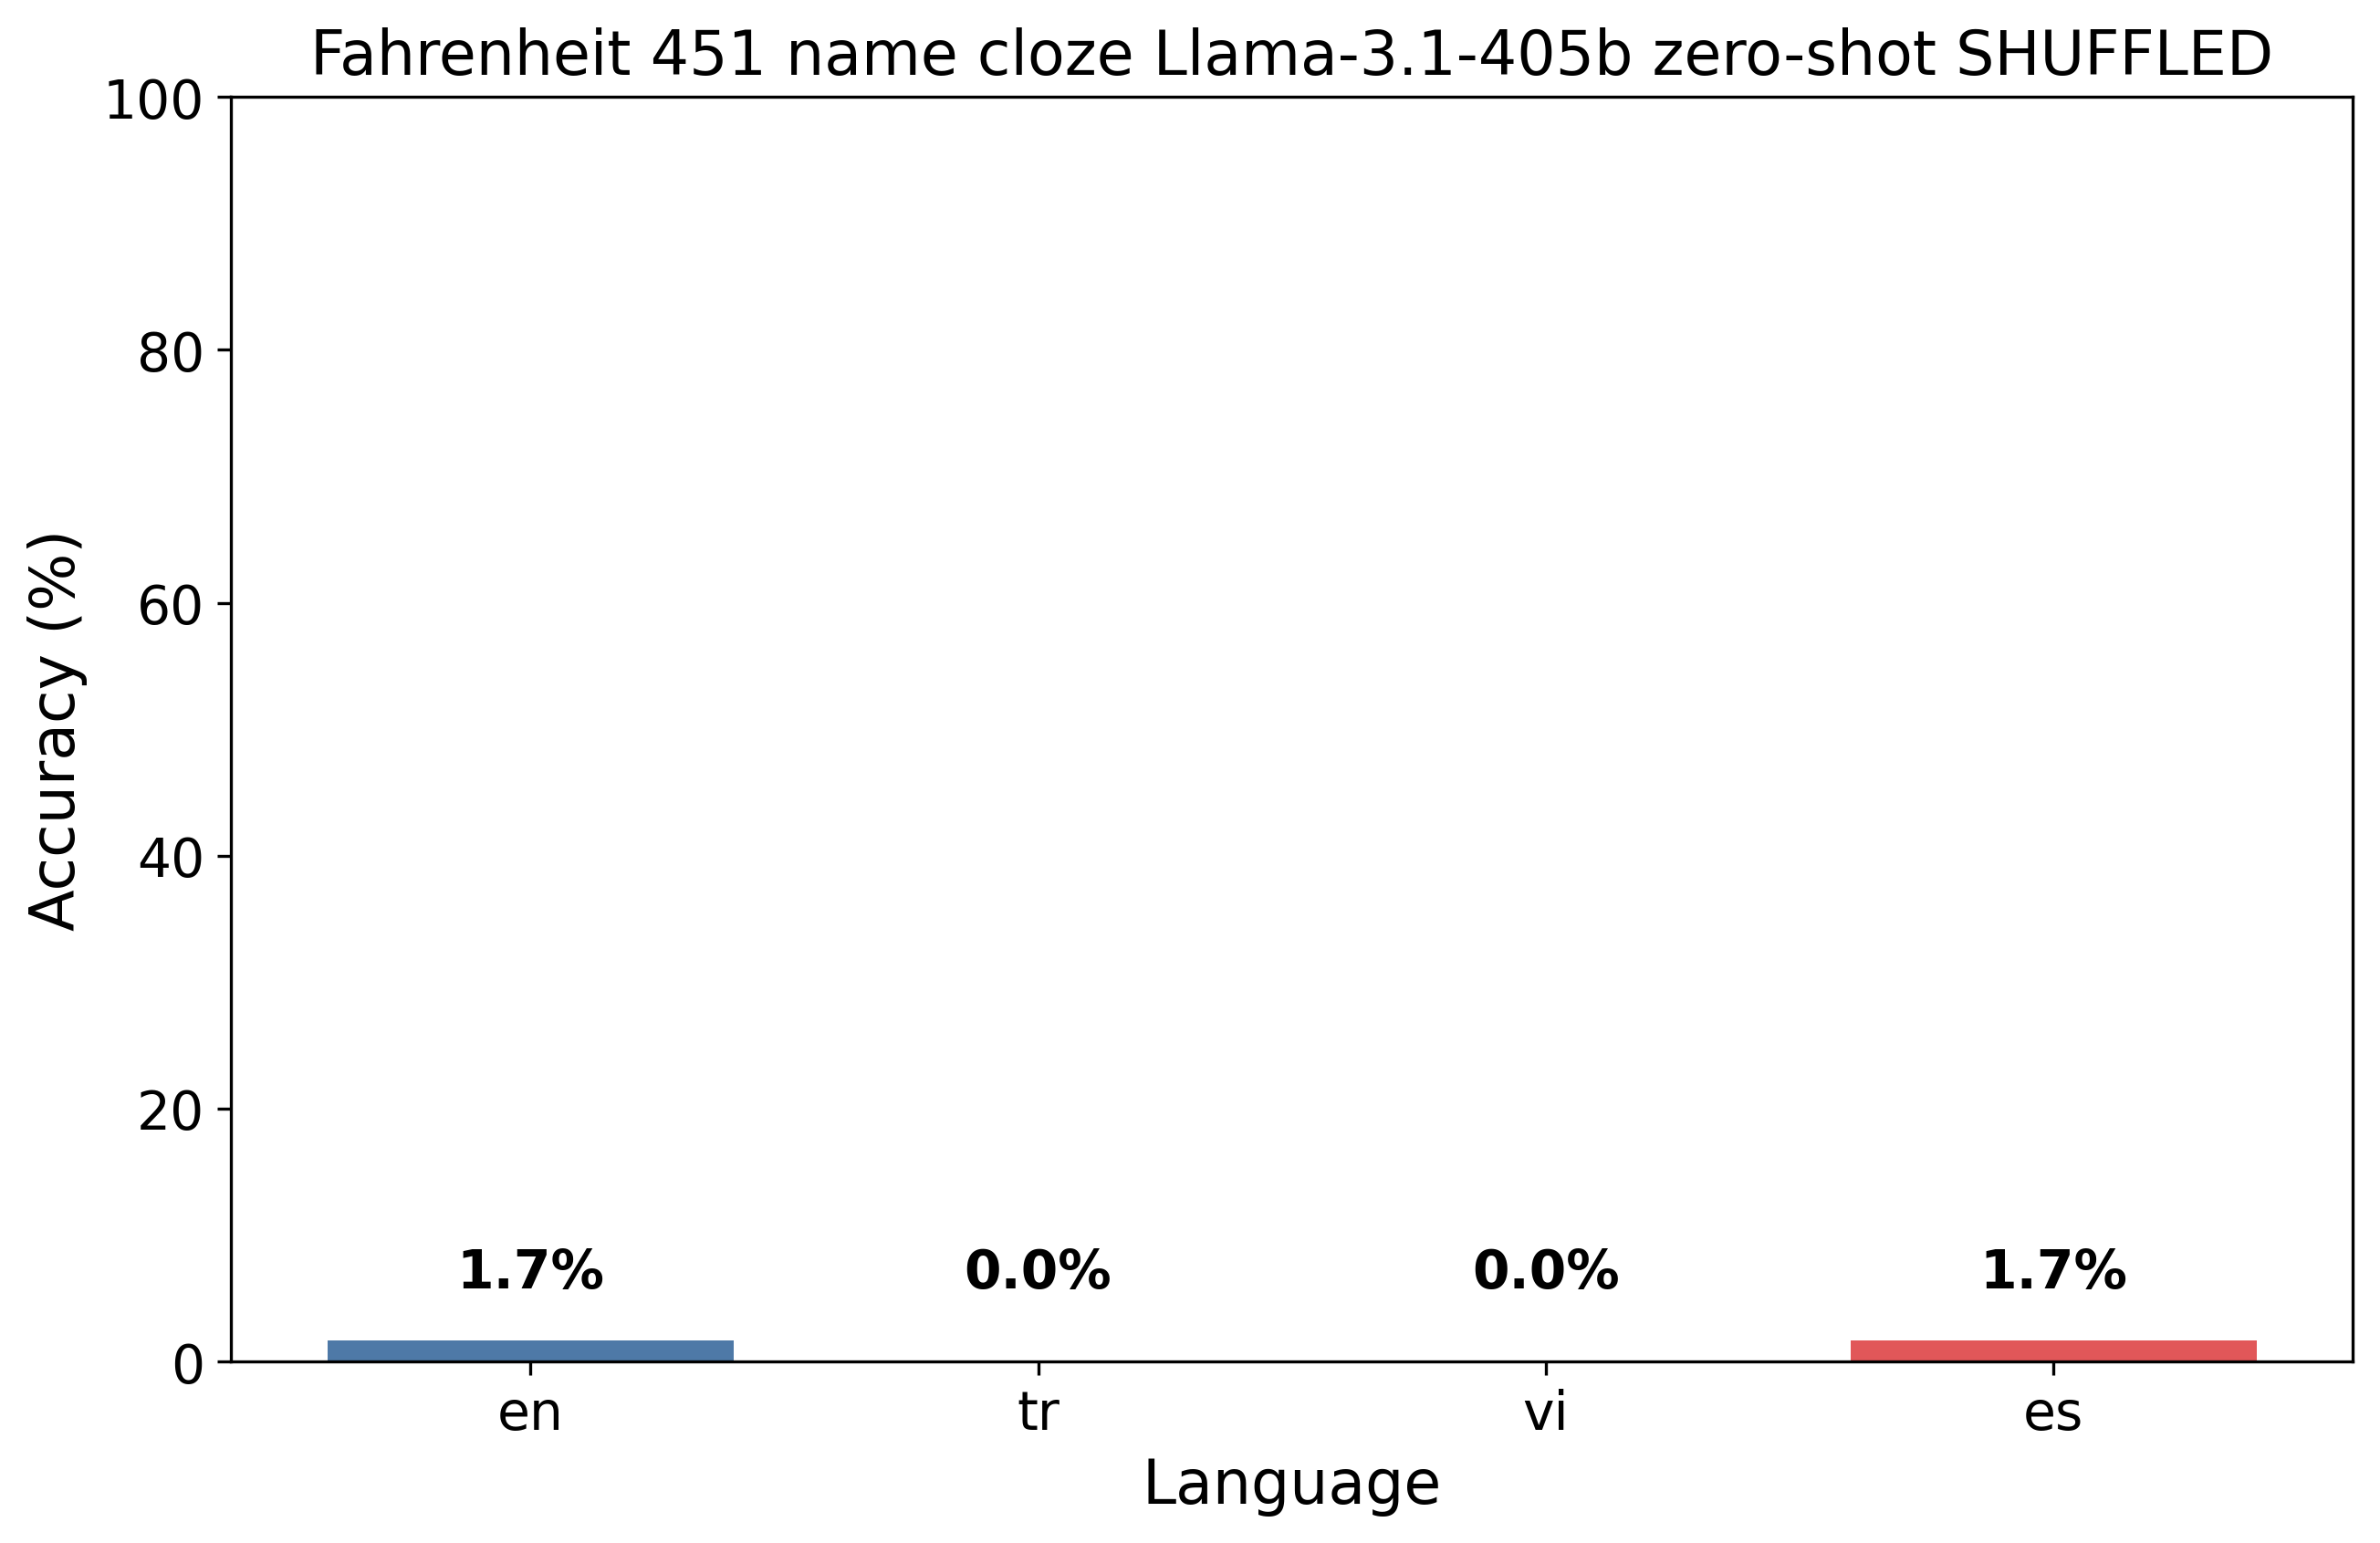 Fahrenheit 451 name cloze Llama-3.1-405b zero-shot SHUFFLED
100
80
60
40
20
0
Accuracy (%)
1.7%
0.0%
0.0%
1.7%
en
tr
vi
es
Language